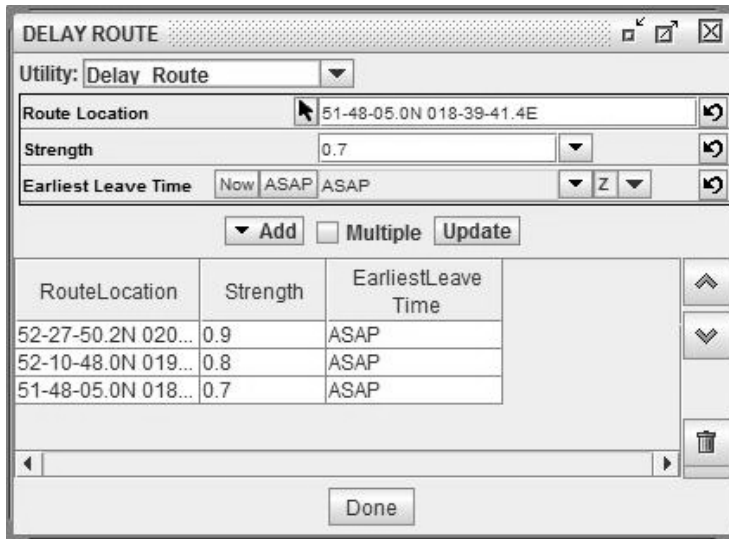 DELAY ROUTE
Utility: Delay Route
Route Location 51-48-05.0N 018-39-41.4E
Strength 0.7
Earliest Leave Time Now ASAP ASAP Z
Add Multiple Update
RouteLocation Strength EarliestLeave
Time
52-27-50.2N 020... 0.9 ASAP
52-10-48.0N 019... 0.8 ASAP
51-48-05.0N 018... 0.7 ASAP
Done